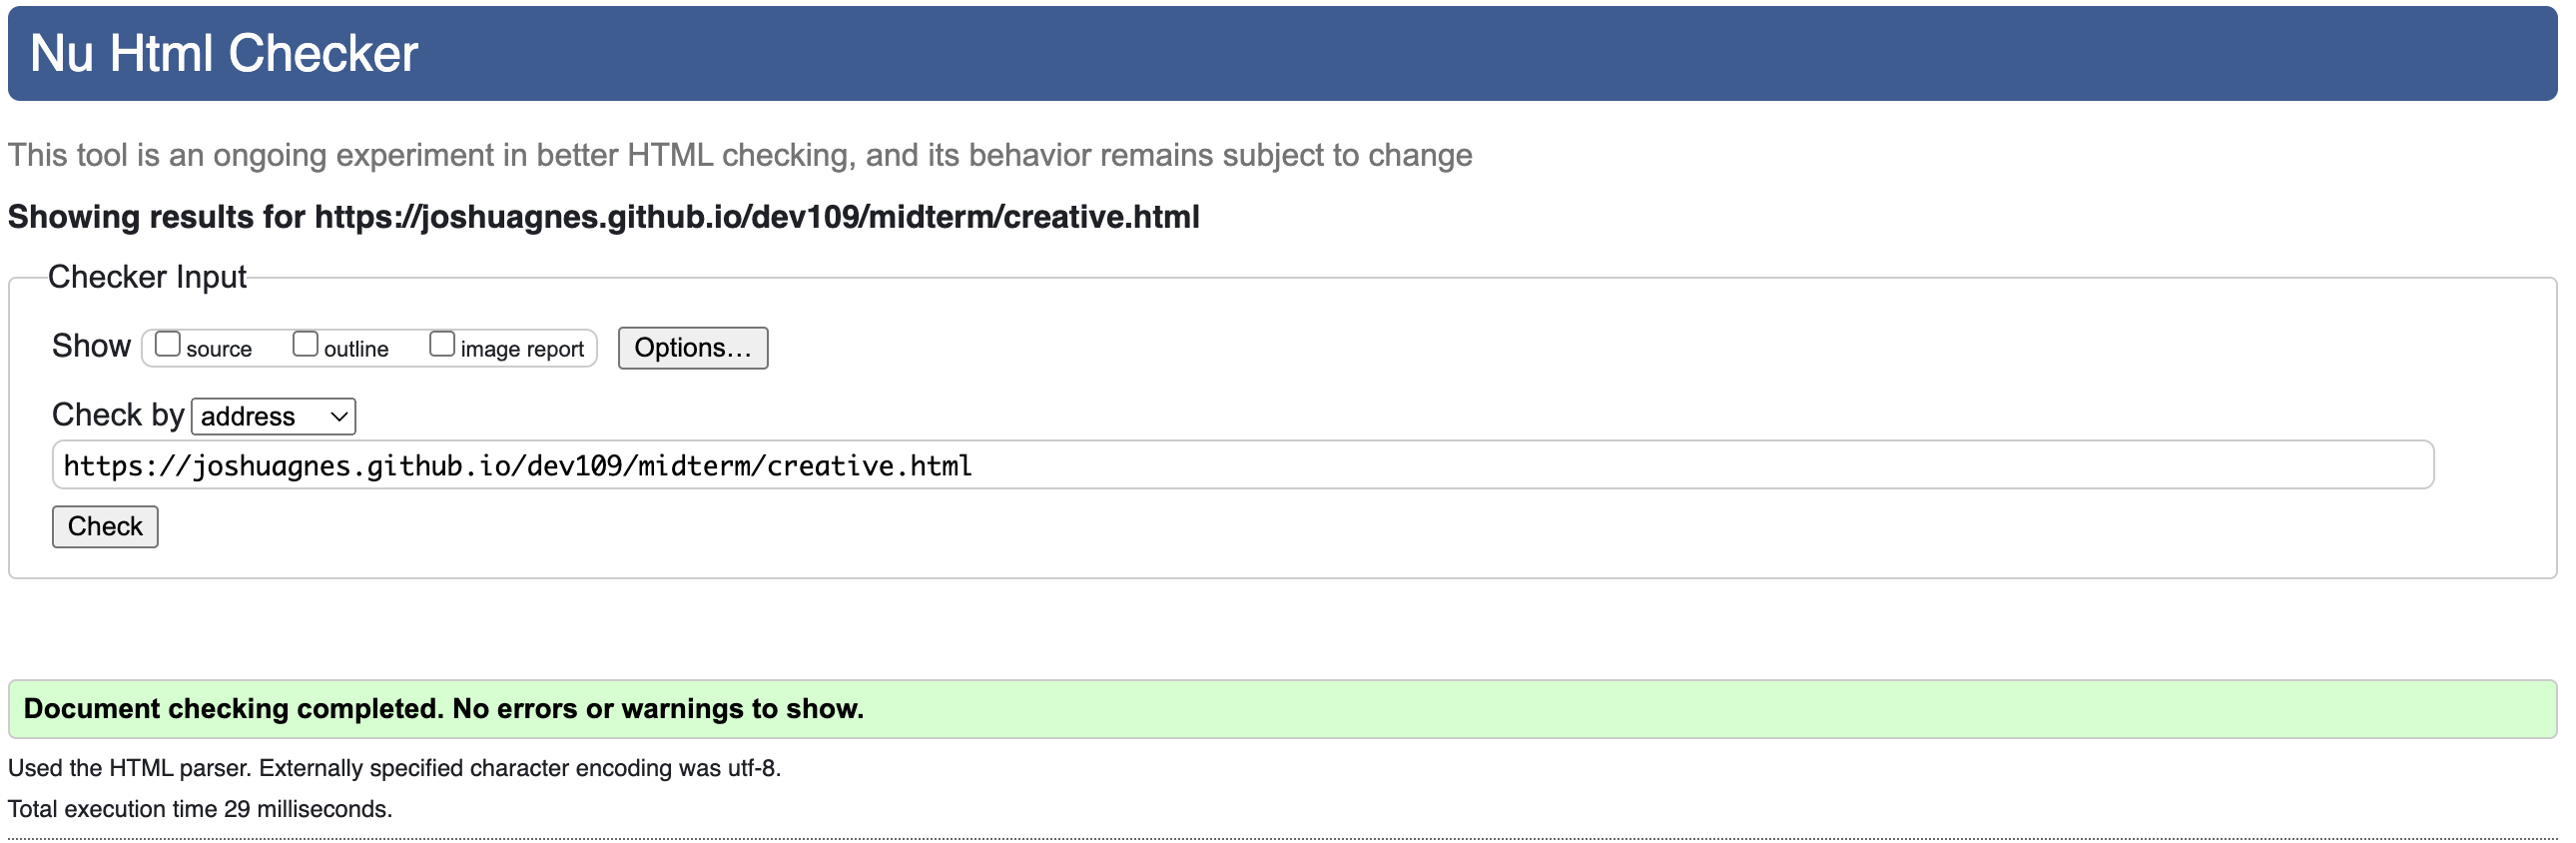 Nu Html Checker
This tool is an ongoing experiment in better HTML checking, and its behavior remains subject to change
Showing results for https://joshuagnes.github.io/dev109/midterm/creative.html
Checker Input
Show source outline image report Options…
Check by address
https://joshuagnes.github.io/dev109/midterm/creative.html
Check
Document checking completed. No errors or warnings to show.
Used the HTML parser. Externally specified character encoding was utf-8.
Total execution time 29 milliseconds.